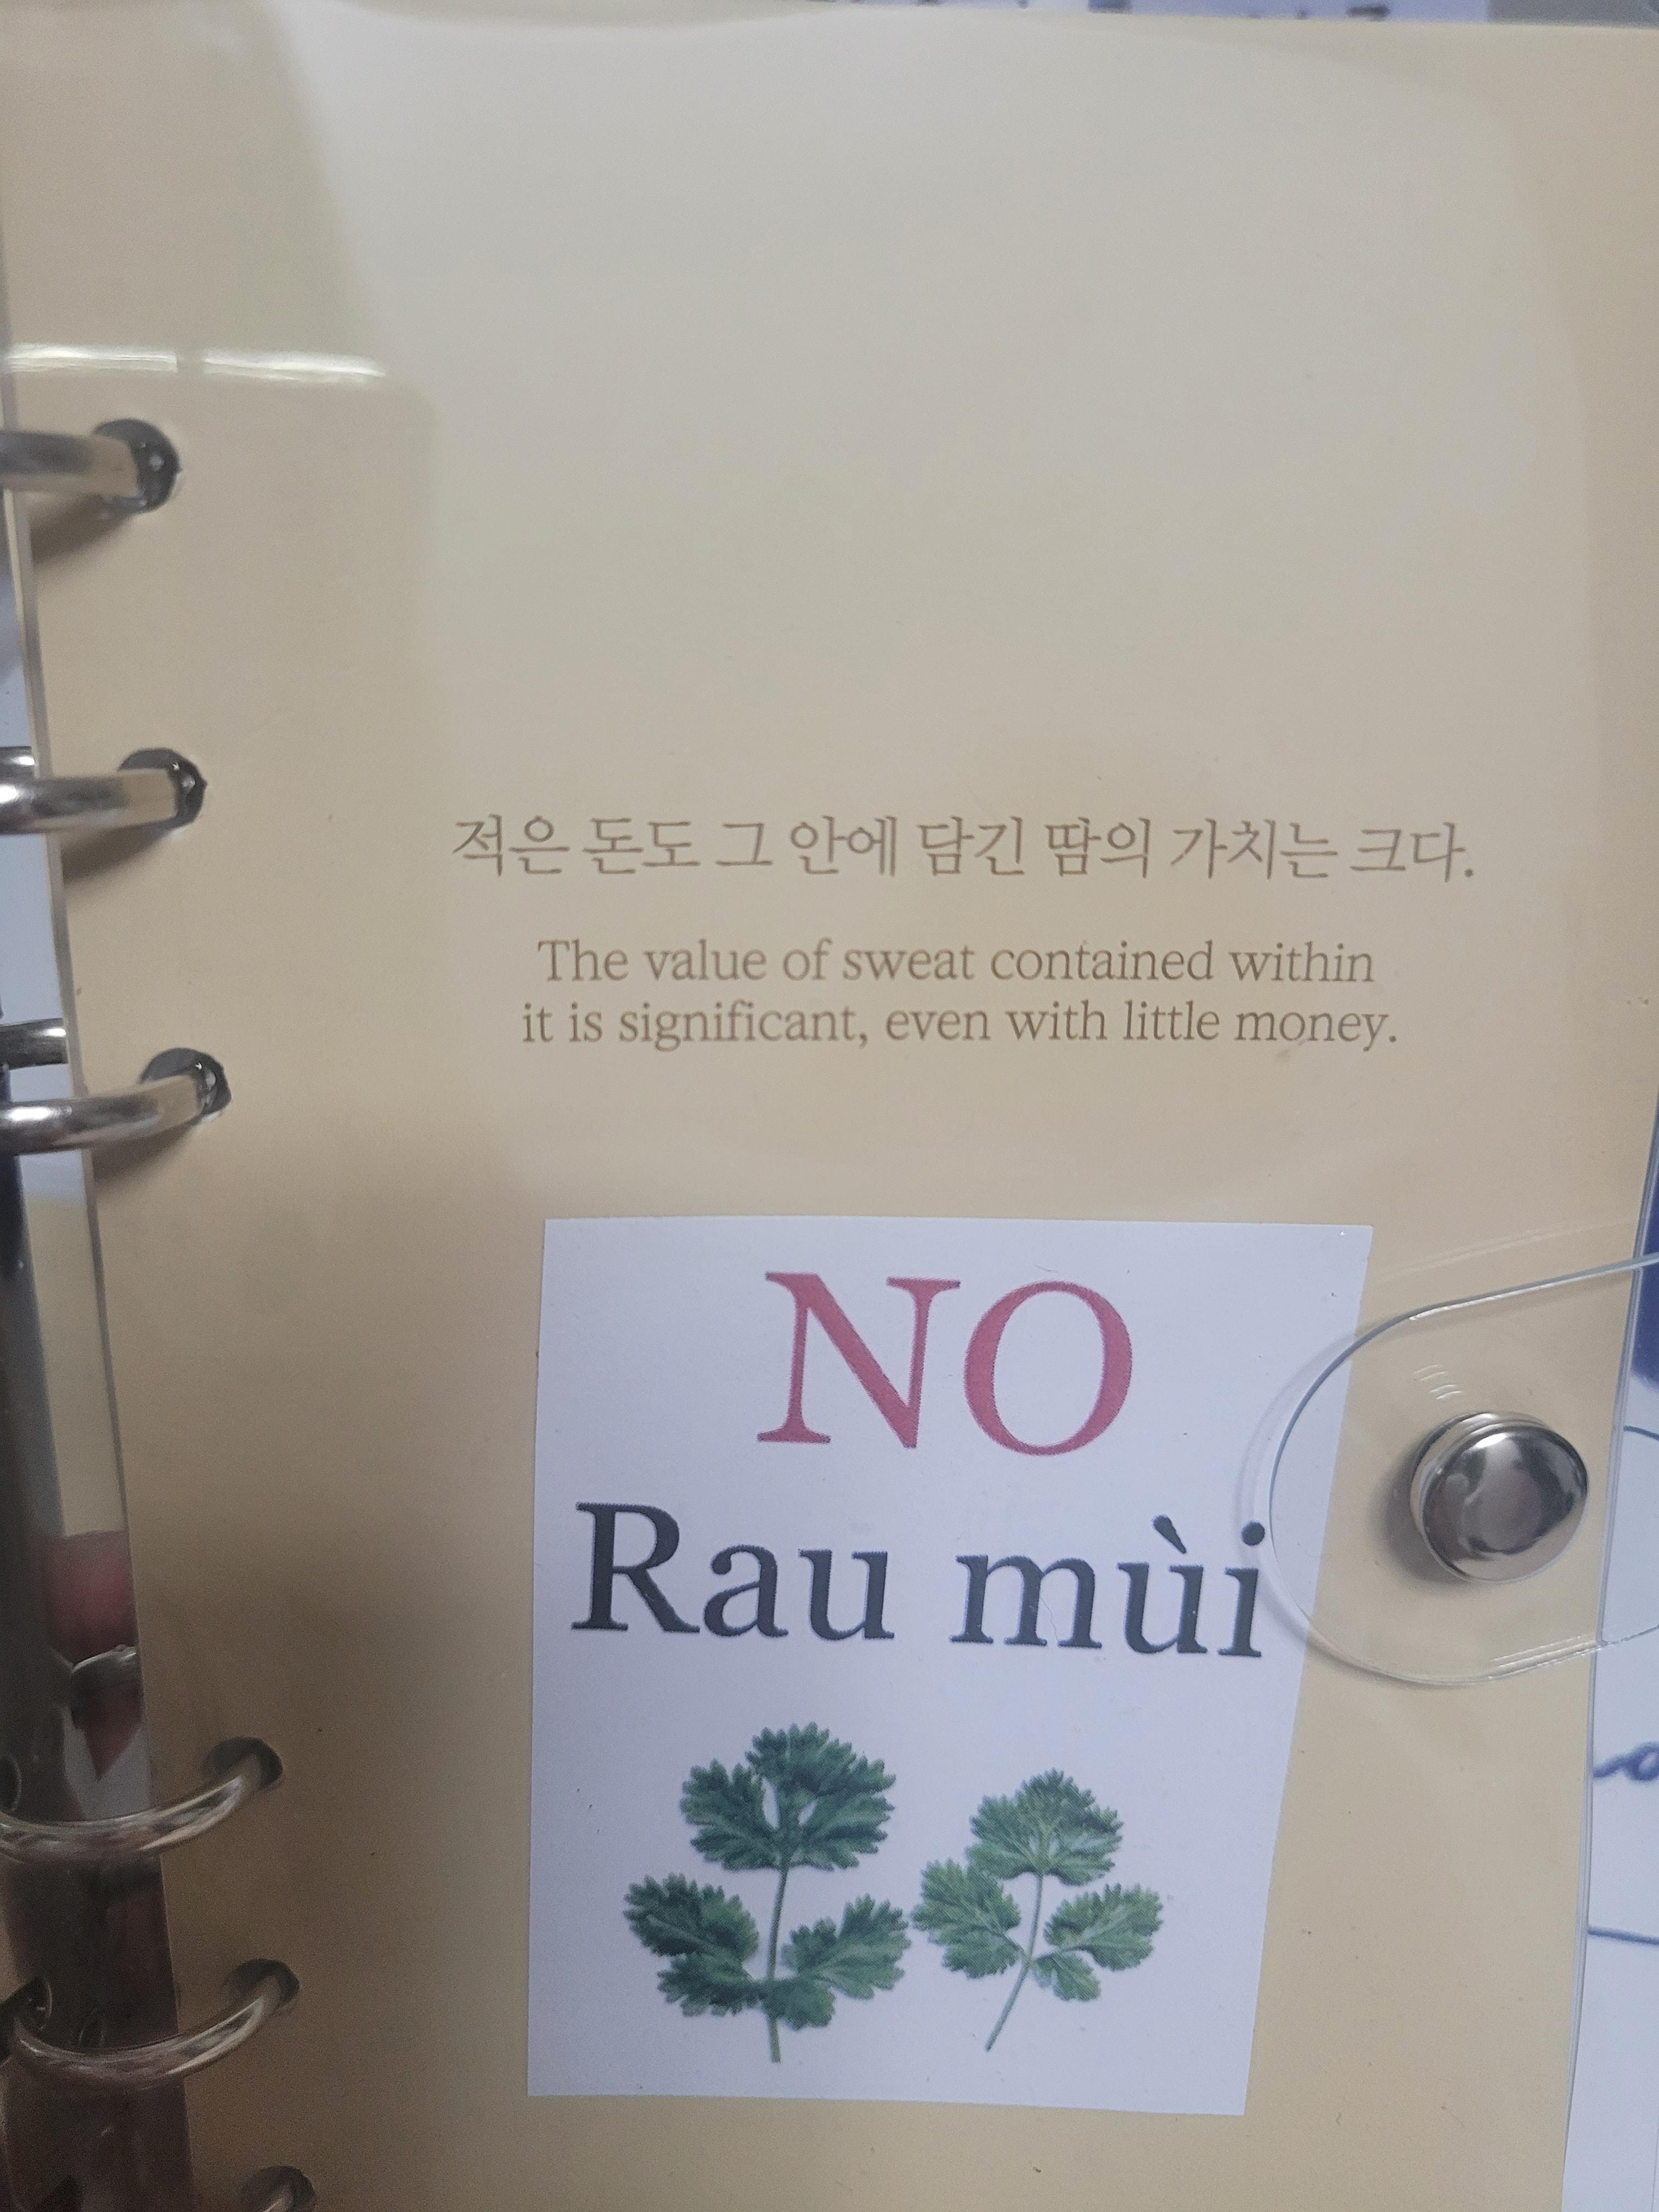 적은 돈도 그 안에 담긴 땀의 가치는 크다.
The value of sweat contained within
it is significant, even with little money.
NO
Rau mùi